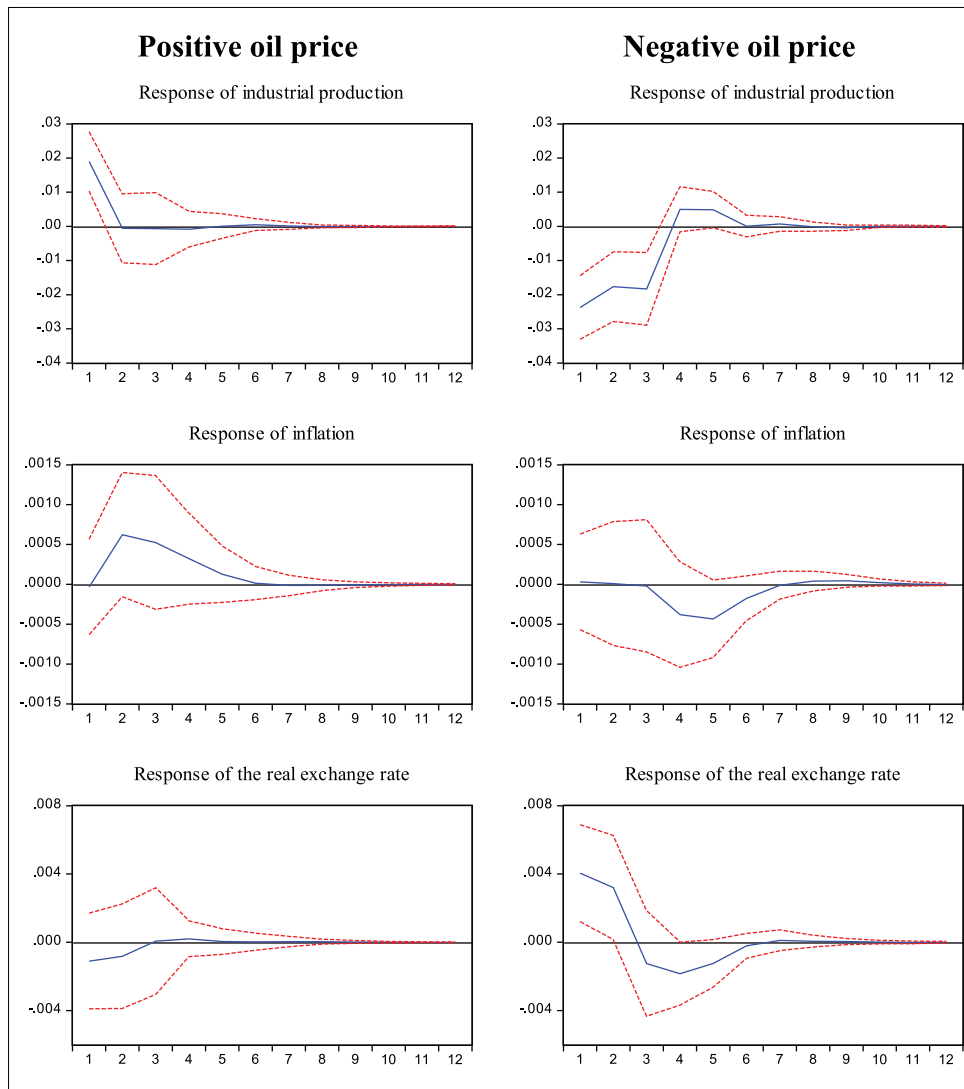 Positive oil price
Negative oil price
Response of industrial production
Response of industrial production
.03
.02
.01
.00
-.01
-.02
-.03
-.04
1 2 3 4 5 6 7 8 9 10 11 12
.03
.02
.01
.00
-.01
-.02
-.03
-.04
1 2 3 4 5 6 7 8 9 10 11 12
Response of inflation
Response of inflation
.0015
.0010
.0005
.0000
-.0005
-.0010
-.0015
1 2 3 4 5 6 7 8 9 10 11 12
.0015
.0010
.0005
.0000
-.0005
-.0010
-.0015
1 2 3 4 5 6 7 8 9 10 11 12
Response of the real exchange rate
Response of the real exchange rate
.008
.004
.000
-.004
1 2 3 4 5 6 7 8 9 10 11 12
.008
.004
.000
-.004
1 2 3 4 5 6 7 8 9 10 11 12